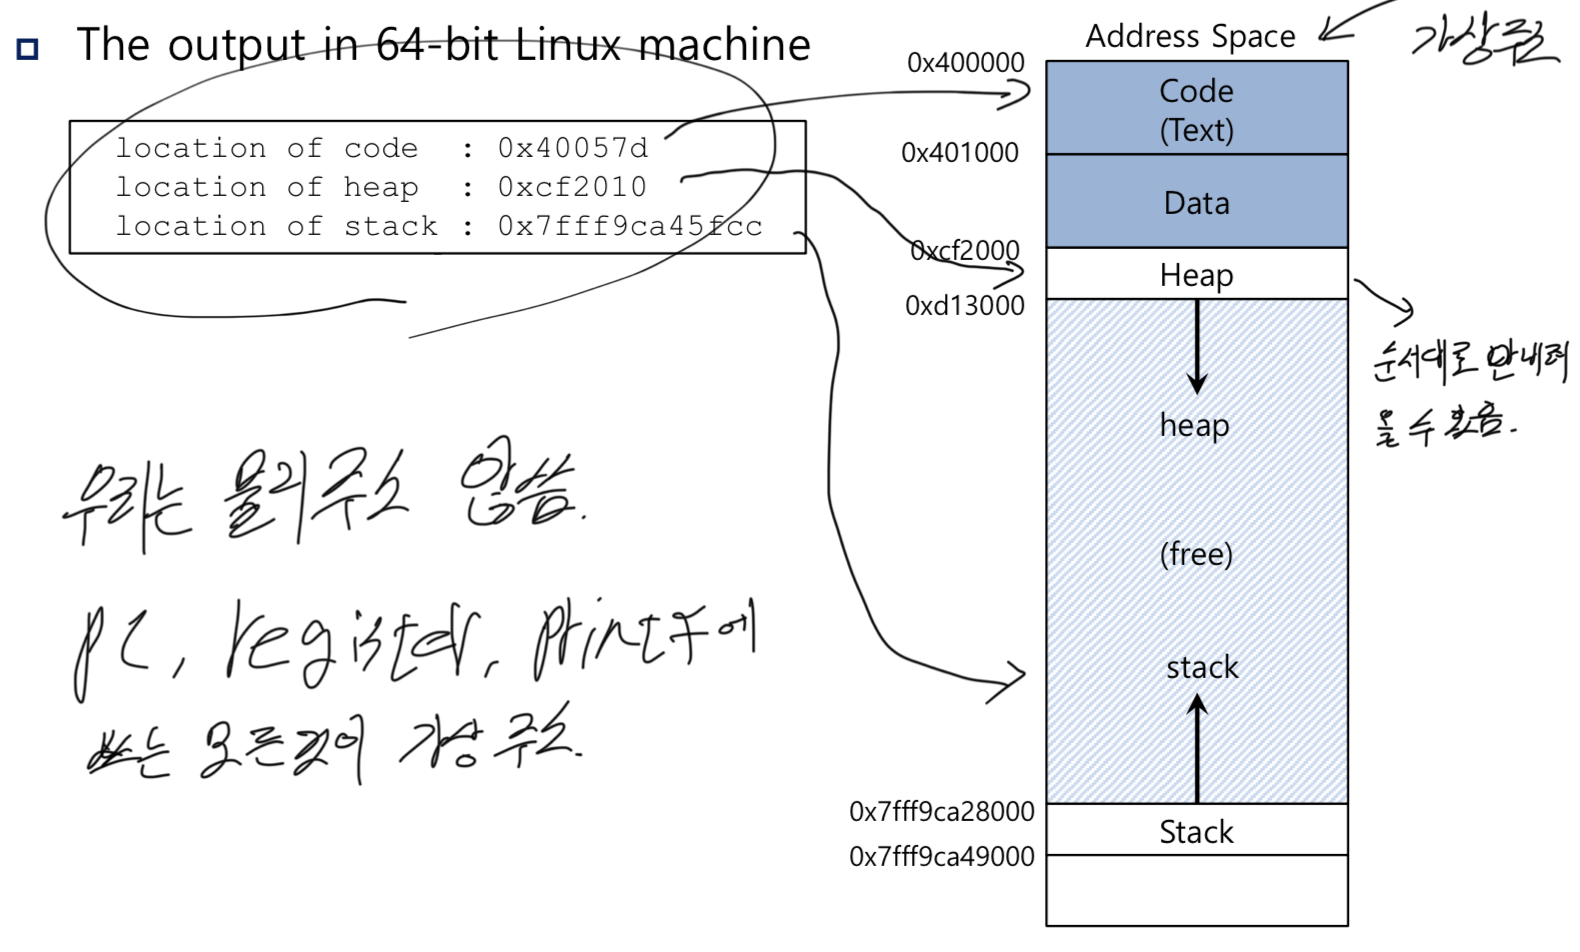 The output in 64-bit Linux machine
location of code : 0x40057d
location of heap : 0xcf2010
location of stack : 0x7fff9ca45fcc
우리는 물리주소 않씀.
PC, register, printf에
쓰는 모든것이 가상 주소.
Address Space
가상주소
0x400000
Code
(Text)
0x401000
Data
0xcf2000
Heap
0xd13000
순서대로 안내려
올 수 있음.
heap
(free)
stack
0x7fff9ca28000
Stack
0x7fff9ca49000